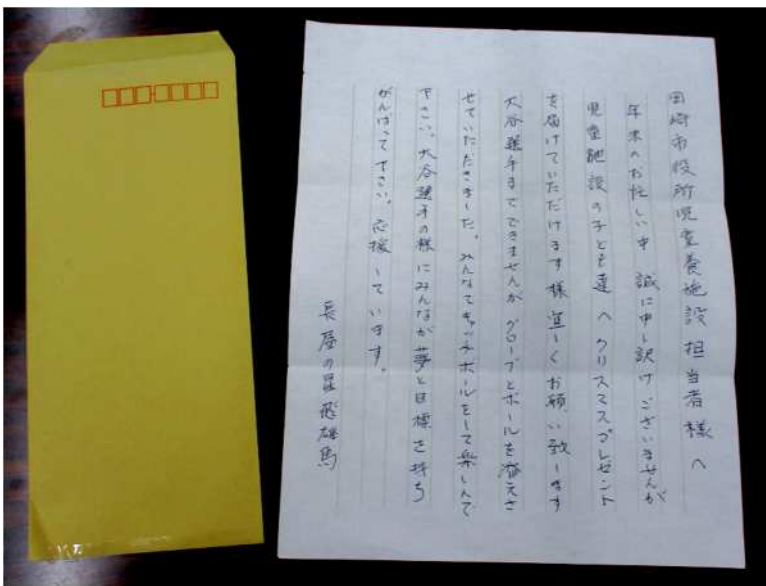 岡崎市役所児童養施設 担当者様へ
年末のお忙しい中 誠に申し訳けございませんが
児童施設の子ども達へクリスマスプレゼント
を届けていただけます様宜しくお願い致します
大谷選手までできませんが グローブとボールを添えさ
せていただきました。みんなでキャッチボールをして楽しんで
下さい。大谷選手の様にみんなが夢と目標を持ち
がんばって下さい。応援しています。
長屋の星飛雄馬